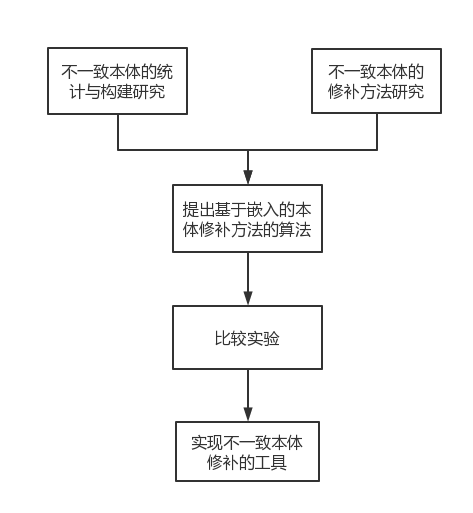 不一致本体的统
计与构建研究
不一致本体的
修补方法研究
提出基于嵌入的本
体修补方法的算法
比较实验
实现不一致本体
修补的工具